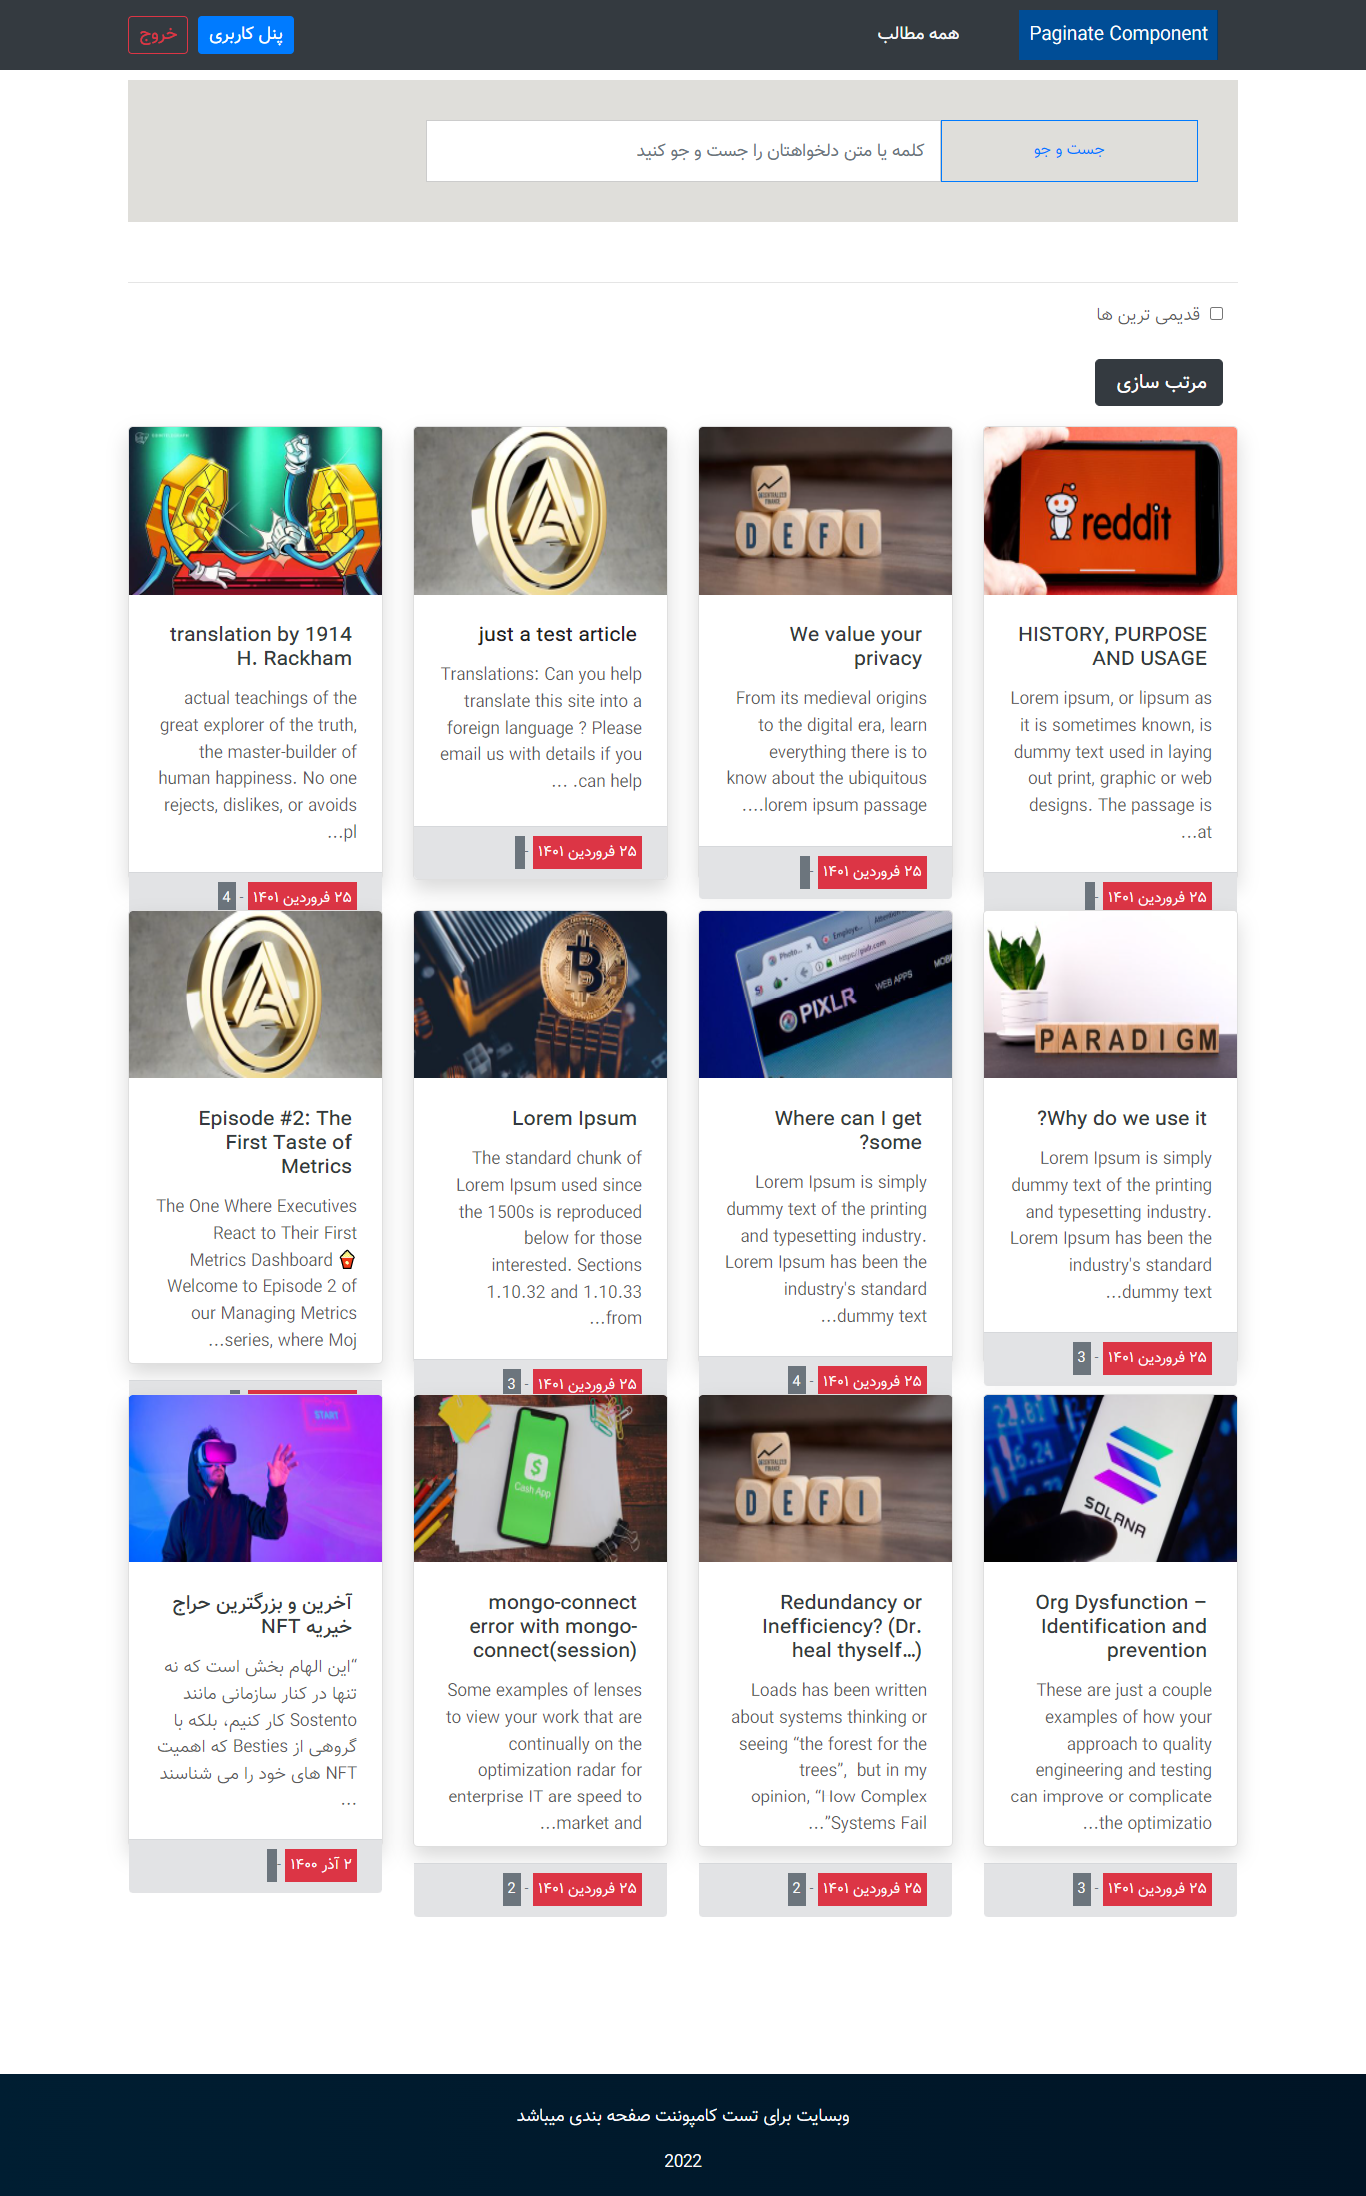 Paginate Component
همه مطالب
پنل کاربری
خروج
جست و جو
کلمه یا متن دلخواهتان را جست و جو کنید
قدیمی ترین ها
مرتب سازی
reddit
HISTORY, PURPOSE
AND USAGE
Lorem ipsum, or lipsum as
it is sometimes known, is
dummy text used in laying
out print, graphic or web
designs. The passage is
at...
۲۵ فروردین ۱۴۰۱ -
DECENTRALIZED
FINANCE
DEFI
We value your
privacy
From its medieval origins
to the digital era, learn
everything there is to
know about the ubiquitous
lorem ipsum passage....
۲۵ فروردین ۱۴۰۱ -
just a test article
Translations: Can you help
translate this site into a
foreign language ? Please
email us with details if you
can help. ...
۲۵ فروردین ۱۴۰۱ -
1914 translation by
H. Rackham
actual teachings of the
great explorer of the truth,
the master-builder of
human happiness. No one
rejects, dislikes, or avoids
pl...
۲۵ فروردین ۱۴۰۱ - 4
PARADIGM
Why do we use it?
Lorem Ipsum is simply
dummy text of the printing
and typesetting industry.
Lorem Ipsum has been the
industry's standard
dummy text...
۲۵ فروردین ۱۴۰۱ - 3
Photo...
Employe...
https://pixlr.com
PIXLR
WEB APPS
Where can I get
some?
Lorem Ipsum is simply
dummy text of the printing
and typesetting industry.
Lorem Ipsum has been the
industry's standard
dummy text...
۲۵ فروردین ۱۴۰۱ - 4
Lorem Ipsum
The standard chunk of
Lorem Ipsum used since
the 1500s is reproduced
below for those
interested. Sections
1.10.32 and 1.10.33
from...
۲۵ فروردین ۱۴۰۱ - 3
Episode #2: The
First Taste of
Metrics
The One Where Executives
React to Their First
Metrics Dashboard 🍿
Welcome to Episode 2 of
our Managing Metrics
series, where Moj...
SOLANA
Org Dysfunction –
Identification and
prevention
These are just a couple
examples of how your
approach to quality
engineering and testing
can improve or complicate
the optimizatio...
۲۵ فروردین ۱۴۰۱ - 3
DECENTRALIZED
FINANCE
DEFI
Redundancy or
Inefficiency? (Dr.
heal thyself…)
Loads has been written
about systems thinking or
seeing “the forest for the
trees”, but in my
opinion, “How Complex
Systems Fail”...
۲۵ فروردین ۱۴۰۱ - 2
Cash App
mongo-connect
error with mongo-
connect(session)
Some examples of lenses
to view your work that are
continually on the
optimization radar for
enterprise IT are speed to
market and...
۲۵ فروردین ۱۴۰۱ - 2
START
آخرین و بزرگترین حراج
خیریه NFT
“این الهام بخش است که نه
تنها در کنار سازمانی مانند
Sostento کار کنیم، بلکه با
گروهی از Besties که اهمیت
NFT های خود را می شناسند
...
۲ آذر ۱۴۰۰ -
وبسایت برای تست کامپوننت صفحه بندی میباشد
2022